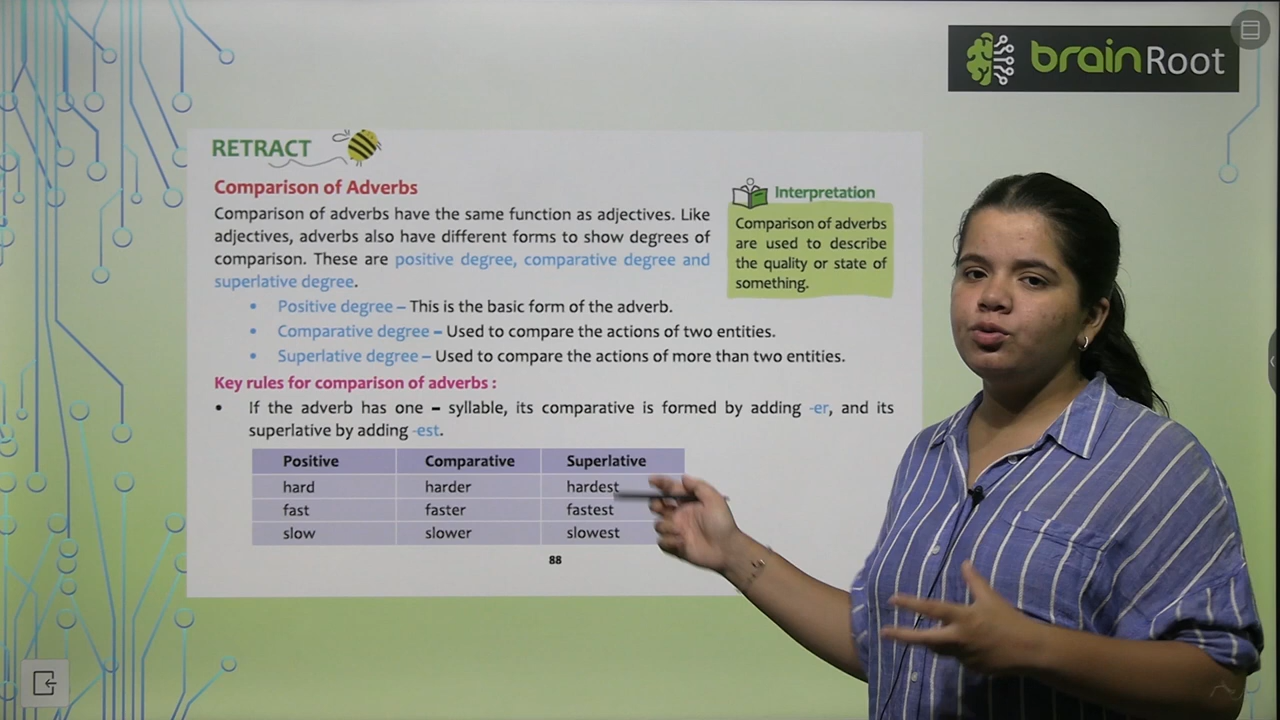 brainRoot
RETRACT
Comparison of Adverbs
Comparison of adverbs have the same function as adjectives. Like
adjectives, adverbs also have different forms to show degrees of
comparison. These are positive degree, comparative degree and
superlative degree.
• Positive degree – This is the basic form of the adverb.
• Comparative degree – Used to compare the actions of two entities.
• Superlative degree – Used to compare the actions of more than two entities.
Interpretation
Comparison of adverbs
are used to describe
the quality or state of
something.
Key rules for comparison of adverbs :
• If the adverb has one – syllable, its comparative is formed by adding -er, and its
superlative by adding -est.
Positive Comparative Superlative
hard harder hardest
fast faster fastest
slow slower slowest
88